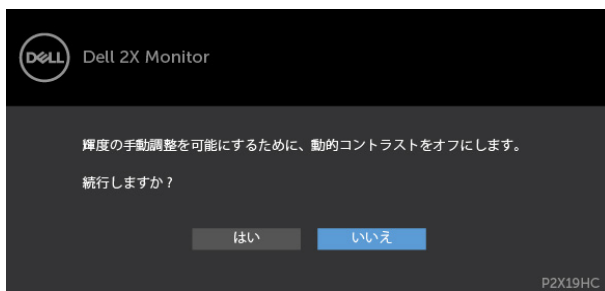 DELL
Dell 2X Monitor
輝度の手動調整を可能にするために、動的コントラストをオフにします。
続行しますか？
はい いいえ
P2X19HC